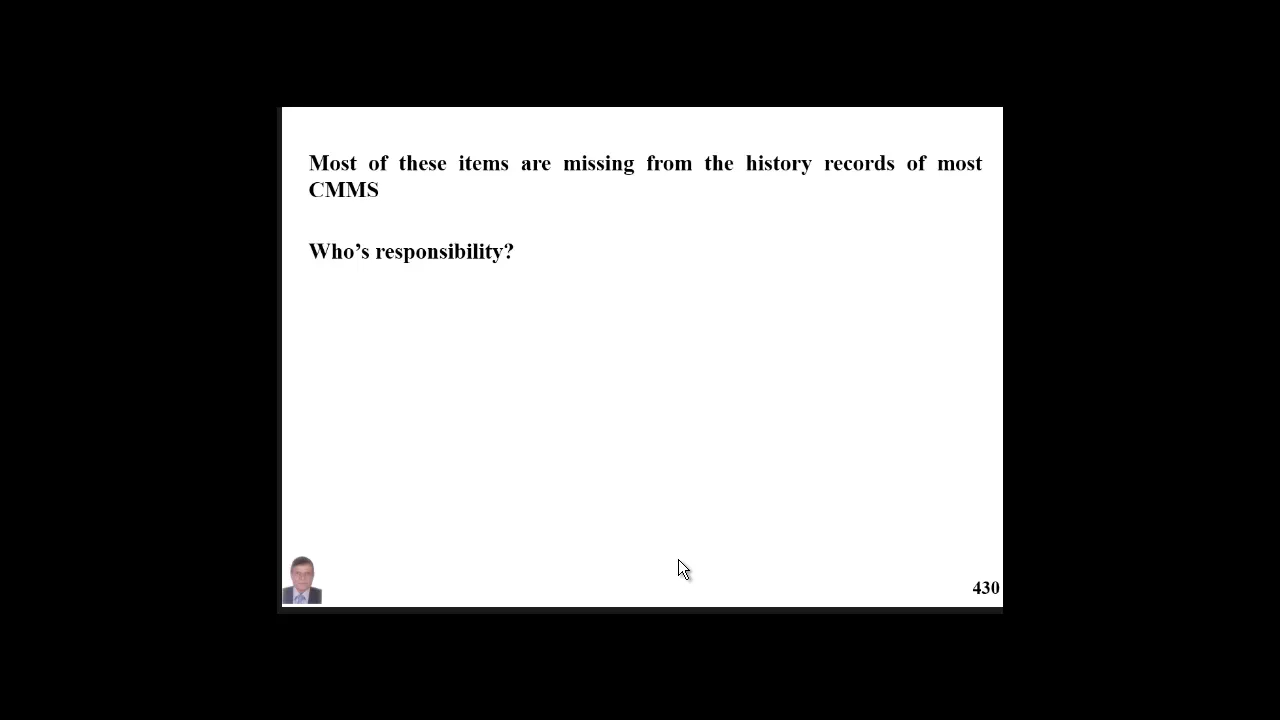 Most of these items are missing from the history records of most
CMMS
Who’s responsibility?
430